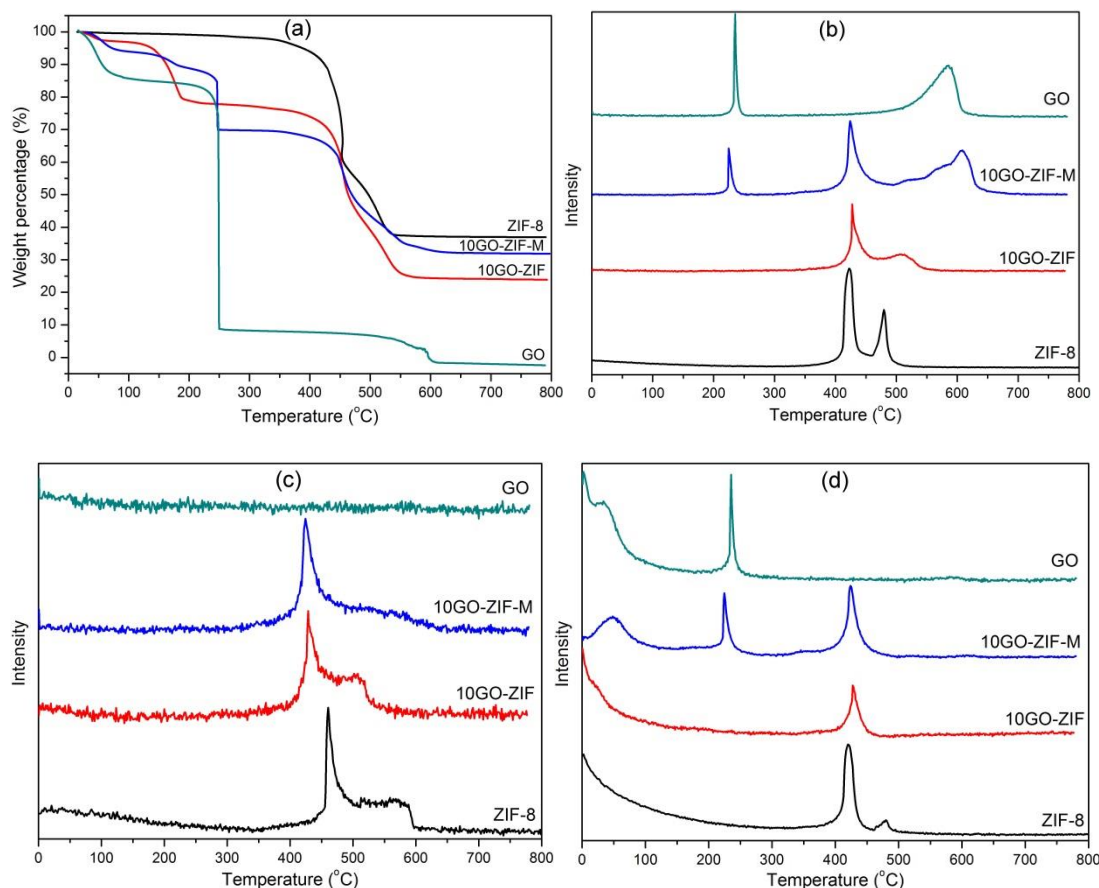 (a)
100
90
80
70
60
50
40
30
20
10
0
Weight percentage (%)
ZIF-8
10GO-ZIF-M
10GO-ZIF
GO
0 100 200 300 400 500 600 700 800
Temperature (°C)
(b)
Intensity
GO
10GO-ZIF-M
10GO-ZIF
ZIF-8
0 100 200 300 400 500 600 700 800
Temperature (°C)
(c)
Intensity
GO
10GO-ZIF-M
10GO-ZIF
ZIF-8
0 100 200 300 400 500 600 700 800
Temperature (°C)
(d)
Intensity
GO
10GO-ZIF-M
10GO-ZIF
ZIF-8
0 100 200 300 400 500 600 700 800
Temperature (°C)